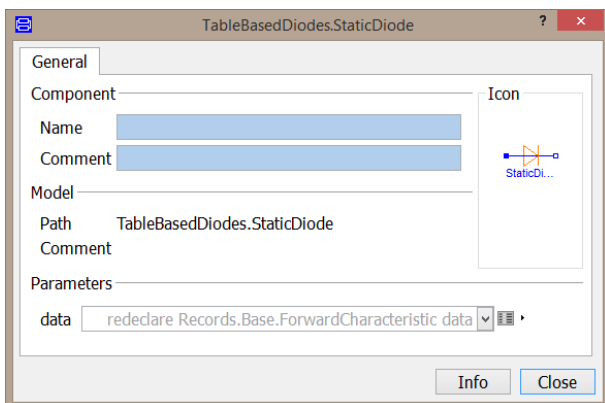 TableBasedDiodes.StaticDiode ? ×
General
Component
Icon
Name
Comment
StaticDi...
Model
Path TableBasedDiodes.StaticDiode
Comment
Parameters
data redeclare Records.Base.ForwardCharacteristic data
Info Close